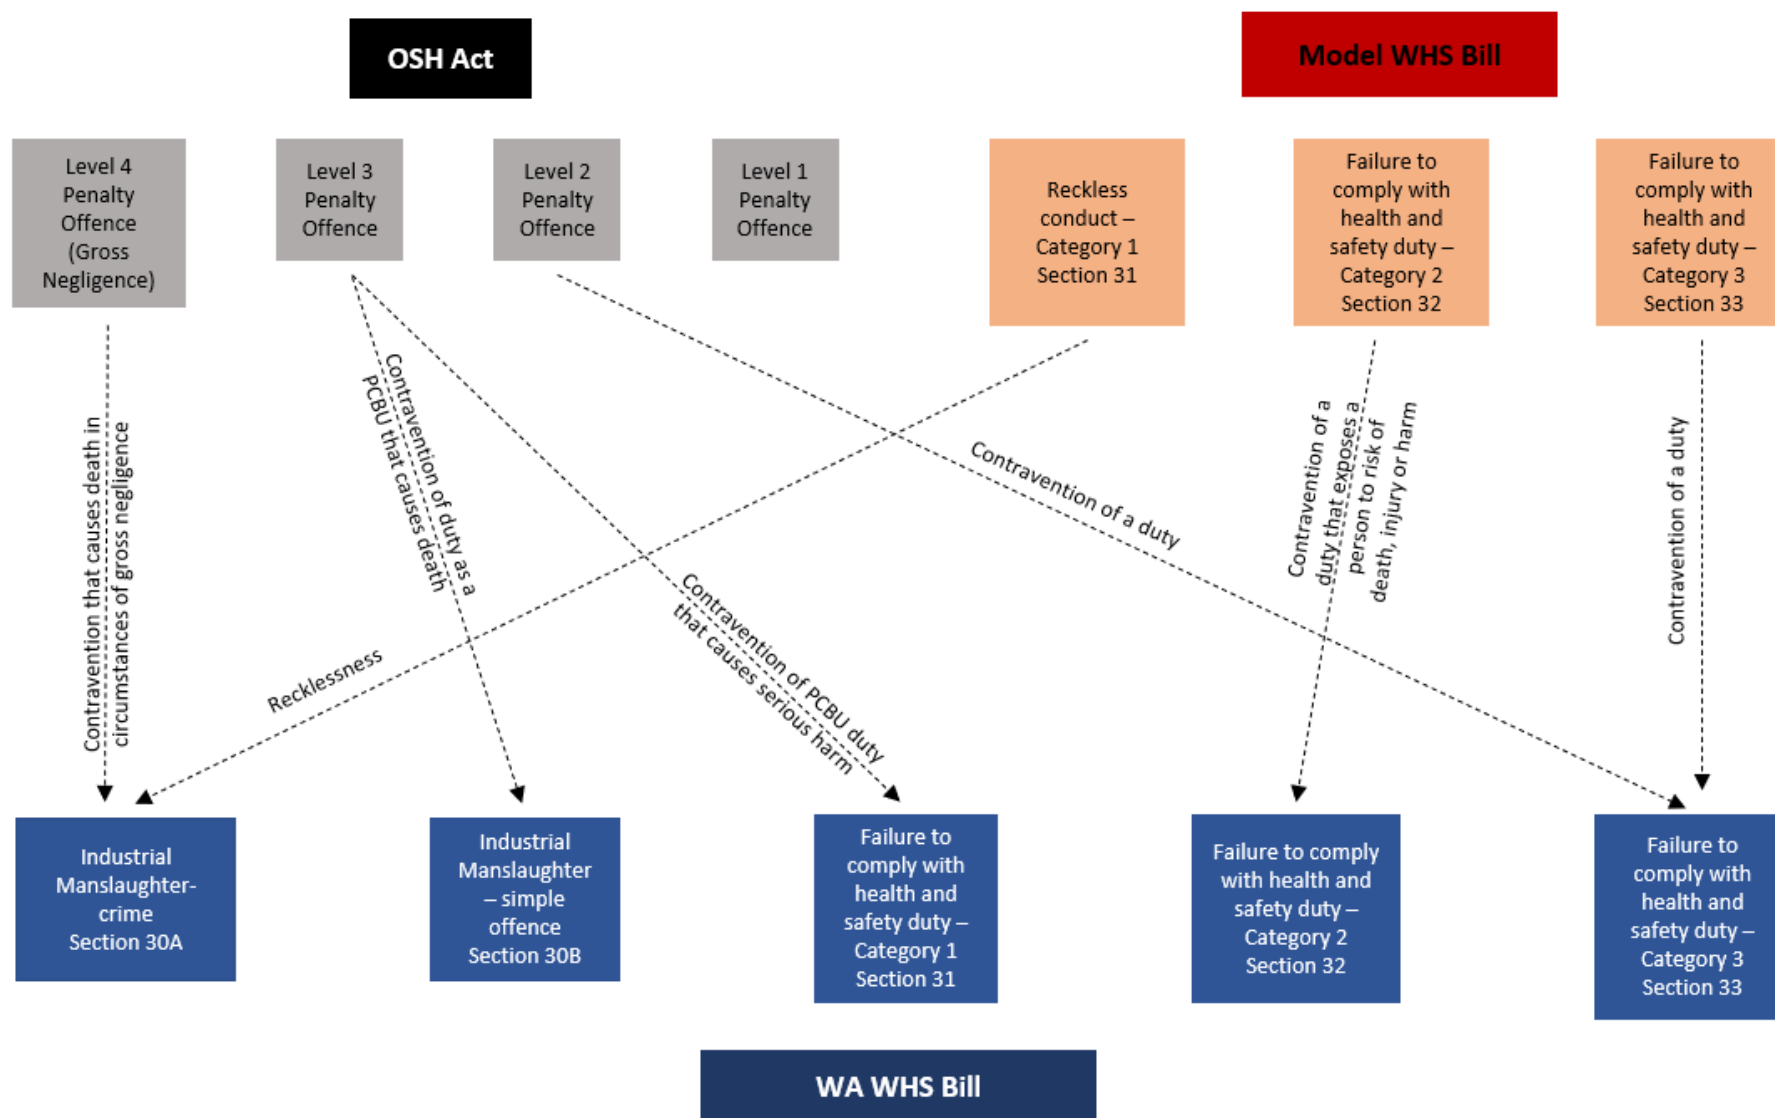 OSH Act
Model WHS Bill
Level 4
Penalty
Offence
(Gross
Negligence)
Level 3
Penalty
Offence
Level 2
Penalty
Offence
Level 1
Penalty
Offence
Reckless
conduct –
Category 1
Section 31
Failure to
comply with
health and
safety duty –
Category 2
Section 32
Failure to
comply with
health and
safety duty –
Category 3
Section 33
Contravention that causes death in
circumstances of gross negligence
Contravention of duty as a
PCBU that causes death
Recklessness
Contravention of PCBU duty
that causes serious harm
Contravention of a duty
Contravention of a
duty that exposes a
person to risk of
death, injury or harm
Contravention of a duty
Industrial
Manslaughter-
crime
Section 30A
Industrial
Manslaughter
– simple
offence
Section 30B
Failure to
comply with
health and
safety duty –
Category 1
Section 31
Failure to comply
with health and
safety duty –
Category 2
Section 32
Failure to
comply with
health and
safety duty –
Category 3
Section 33
WA WHS Bill